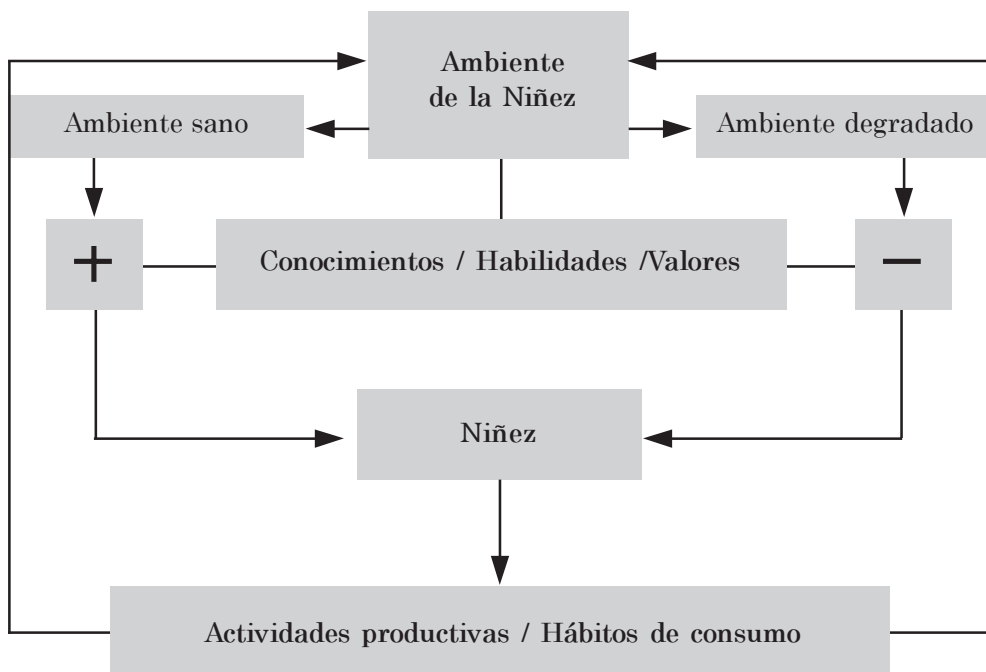 Ambiente
de la Niñez
Ambiente sano
Ambiente degradado
+
Conocimientos / Habilidades /Valores
−
Niñez
Actividades productivas / Hábitos de consumo